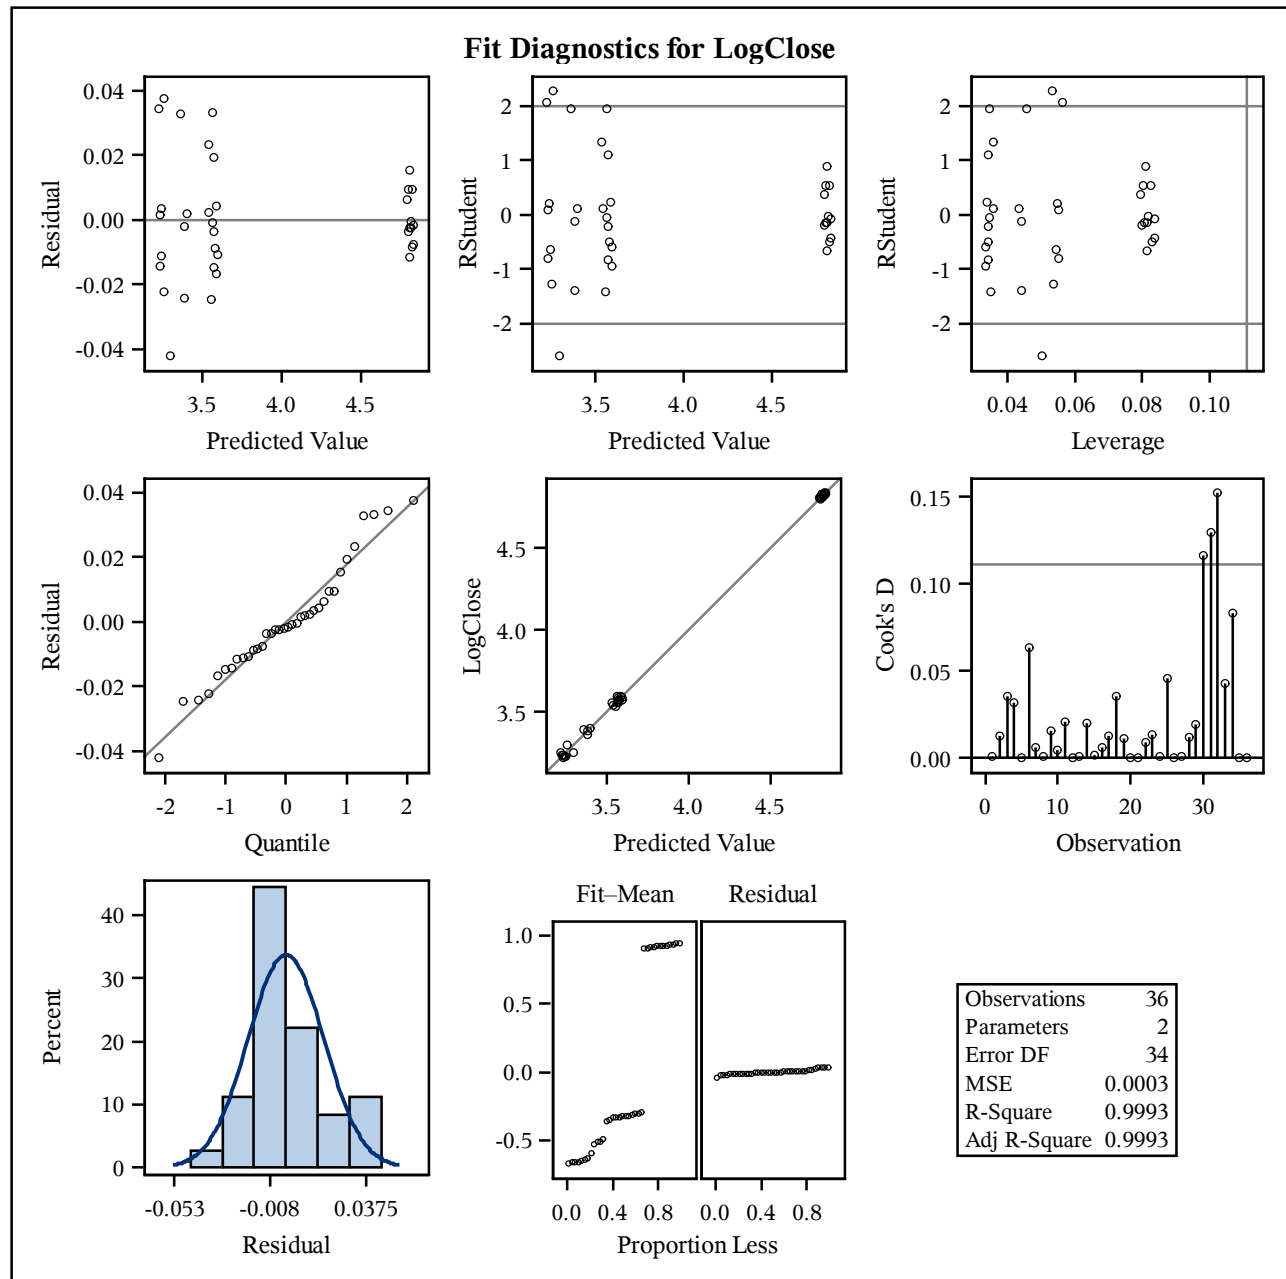 Fit Diagnostics for LogClose
0.04
0.02
0.00
-0.02
-0.04
Residual
3.5 4.0 4.5
Predicted Value
2
1
0
-1
-2
RStudent
3.5 4.0 4.5
Predicted Value
2
1
0
-1
-2
RStudent
0.04 0.06 0.08 0.10
Leverage
0.04
0.02
0.00
-0.02
-0.04
Residual
-2 -1 0 1 2
Quantile
4.5
4.0
3.5
LogClose
3.5 4.0 4.5
Predicted Value
0.15
0.10
0.05
0.00
Cook's D
0 10 20 30
Observation
40
30
20
10
0
Percent
-0.053 -0.008 0.0375
Residual
Fit–Mean Residual
1.0
0.5
0.0
-0.5
0.0 0.4 0.8 0.0 0.4 0.8
Proportion Less
Observations 36
Parameters 2
Error DF 34
MSE 0.0003
R-Square 0.9993
Adj R-Square 0.9993